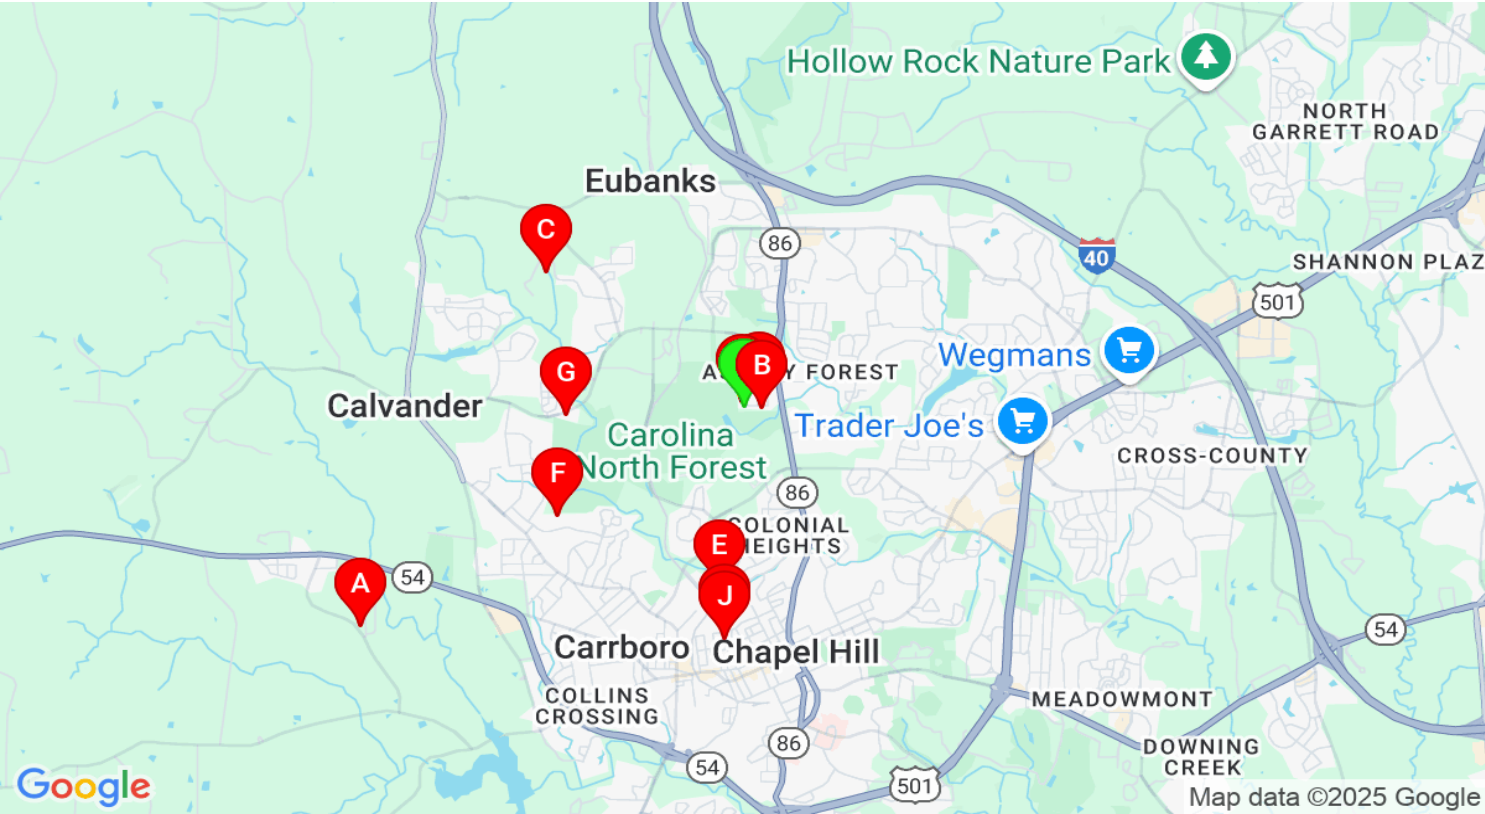 Hollow Rock Nature Park
NORTH
GARRETT ROAD
Eubanks
C
86
40
SHANNON PLAZ
501
Wegmans
B
FOREST
G
Calvander
Trader Joe's
Carolina
North Forest
CROSS-COUNTY
F
86
COLONIAL
HEIGHTS
E
A
54
J
54
Carrboro
Chapel Hill
COLLINS
CROSSING
MEADOWMONT
86
DOWNING
CREEK
54
501
Google
Map data ©2025 Google